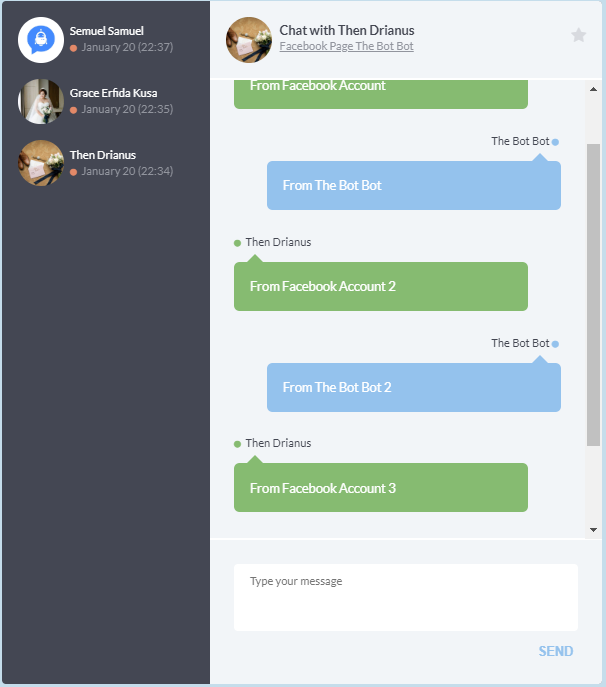 Semuel Samuel
January 20 (22:37)
Grace Erfida Kusa
January 20 (22:35)
Then Drianus
January 20 (22:34)
Chat with Then Drianus
Facebook Page The Bot Bot
From Facebook Account
The Bot Bot
From The Bot Bot
Then Drianus
From Facebook Account 2
The Bot Bot
From The Bot Bot 2
Then Drianus
From Facebook Account 3
Type your message
SEND